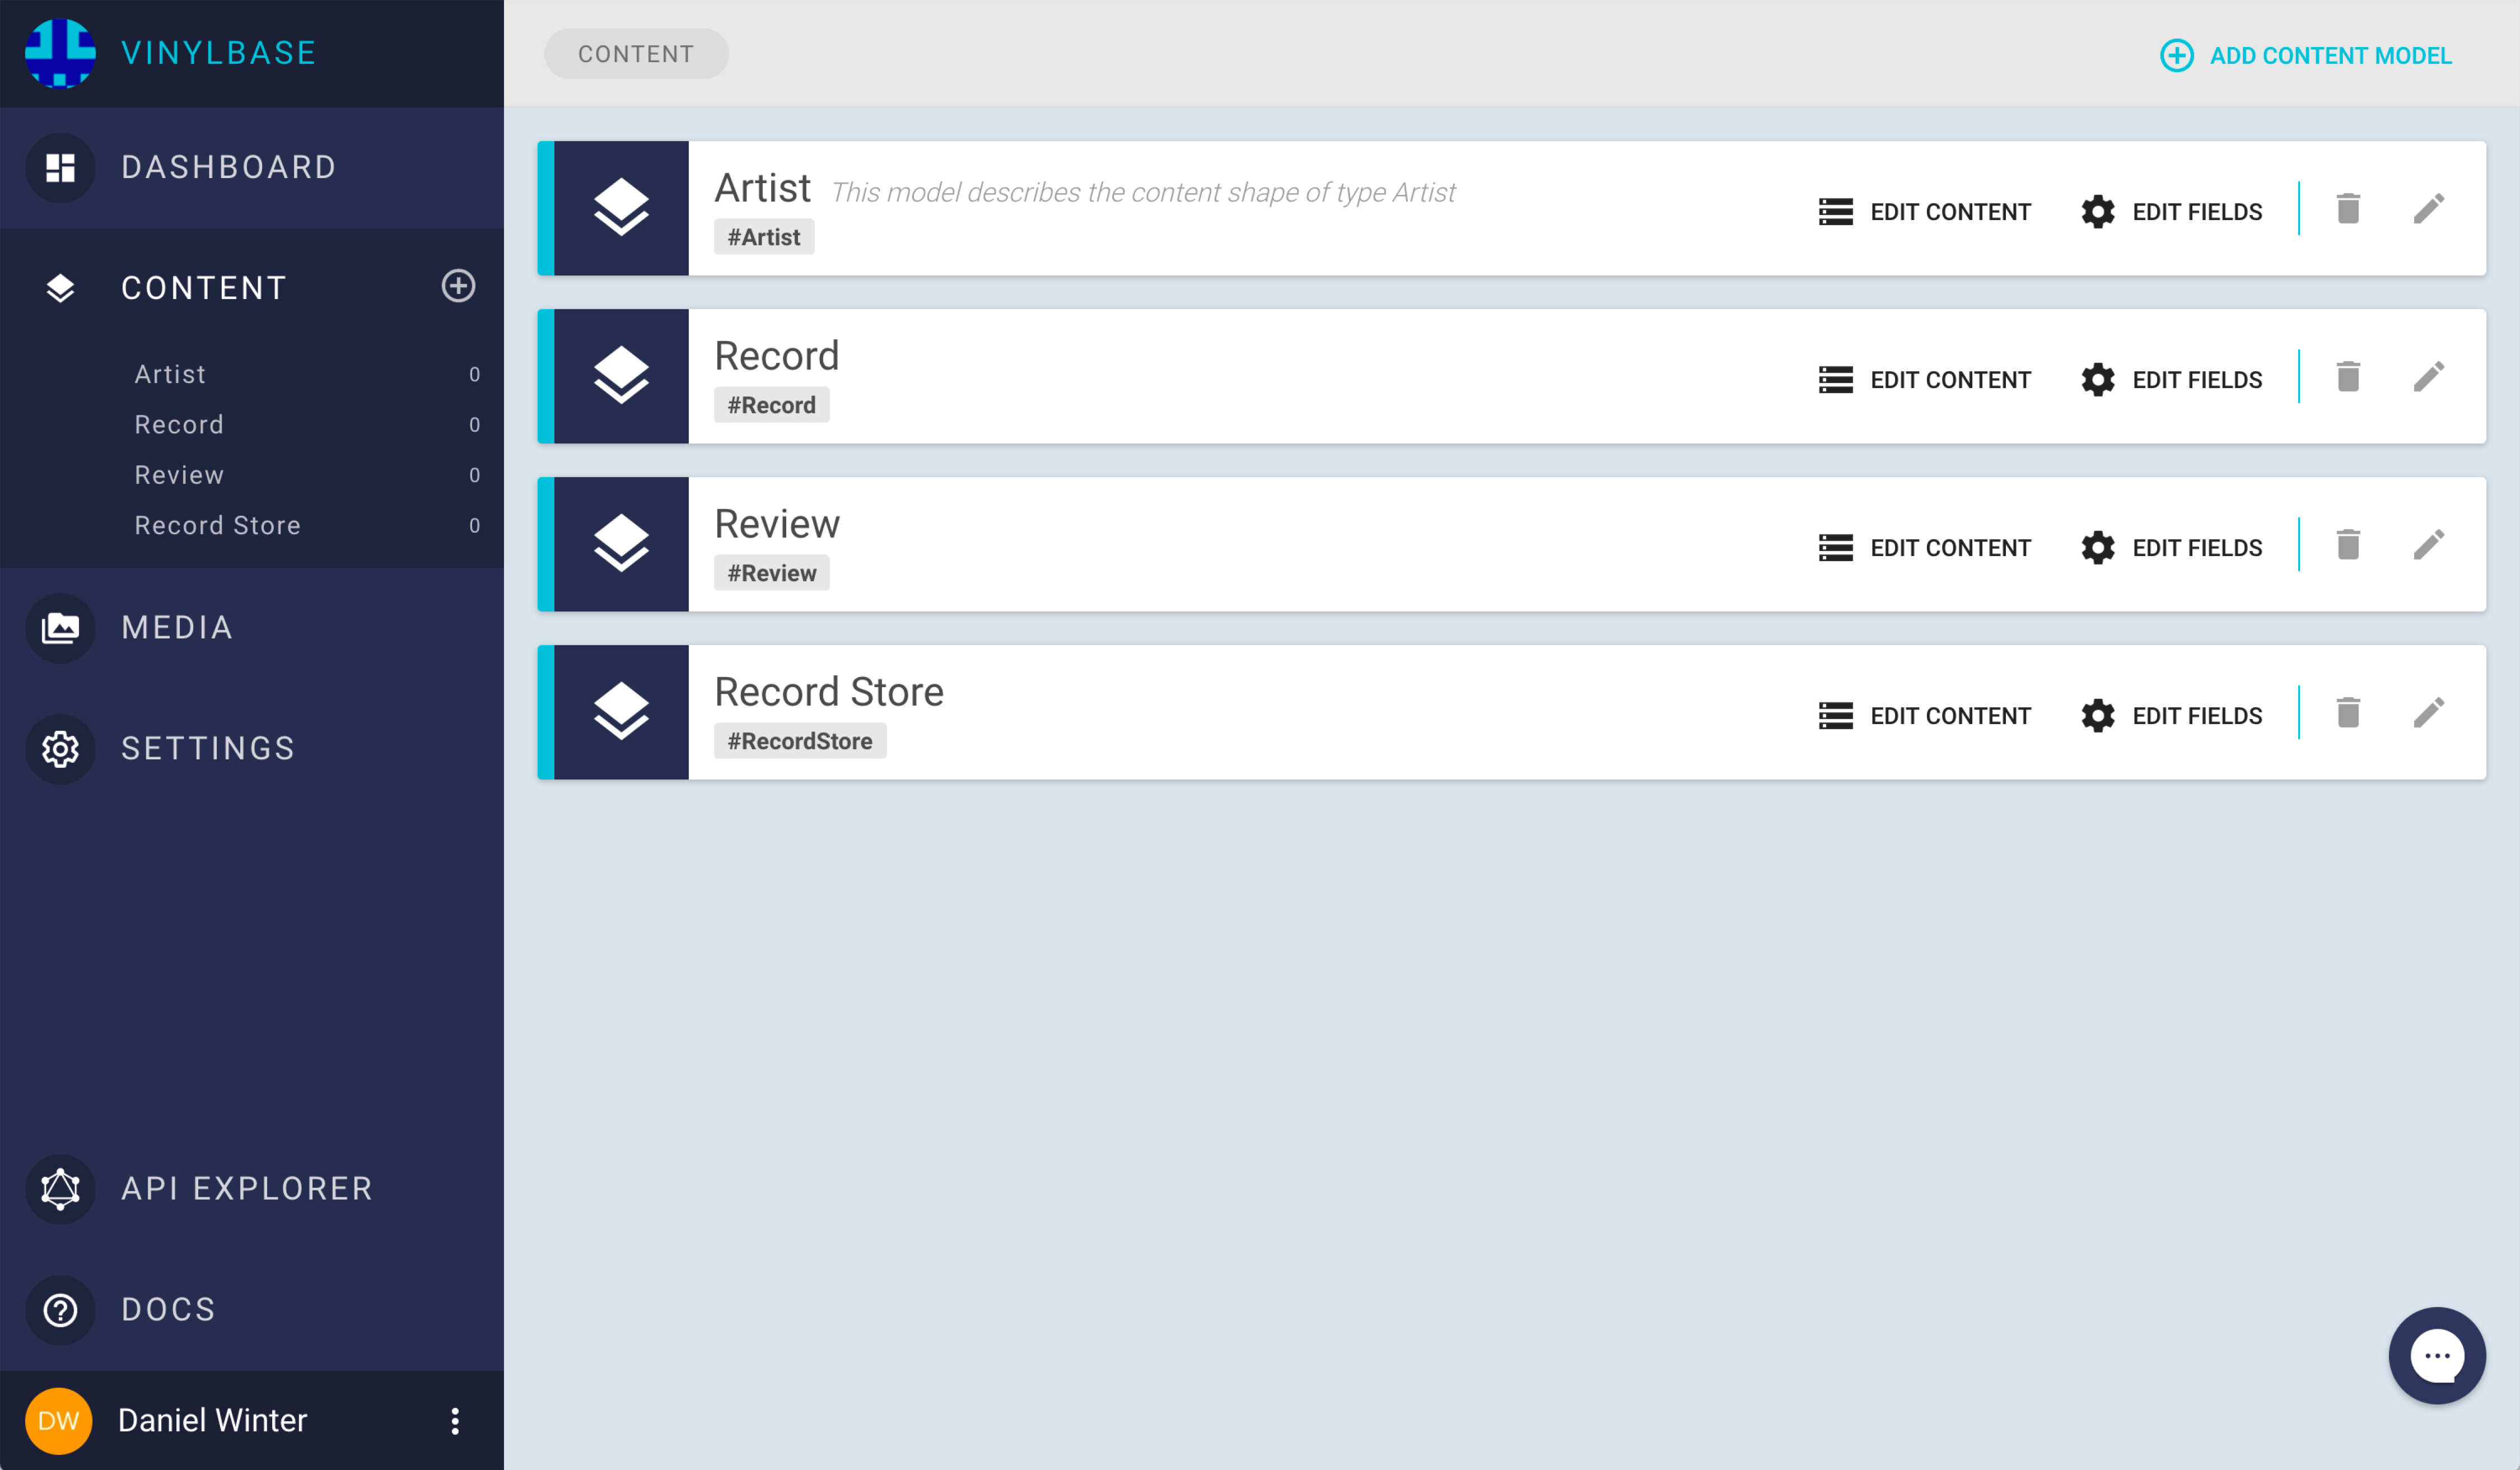 VINYLBASE
DASHBOARD
CONTENT
Artist 0
Record 0
Review 0
Record Store 0
MEDIA
SETTINGS
API EXPLORER
DOCS
DW Daniel Winter
CONTENT
ADD CONTENT MODEL
Artist This model describes the content shape of type Artist
#Artist
EDIT CONTENT EDIT FIELDS
Record
#Record
EDIT CONTENT EDIT FIELDS
Review
#Review
EDIT CONTENT EDIT FIELDS
Record Store
#RecordStore
EDIT CONTENT EDIT FIELDS